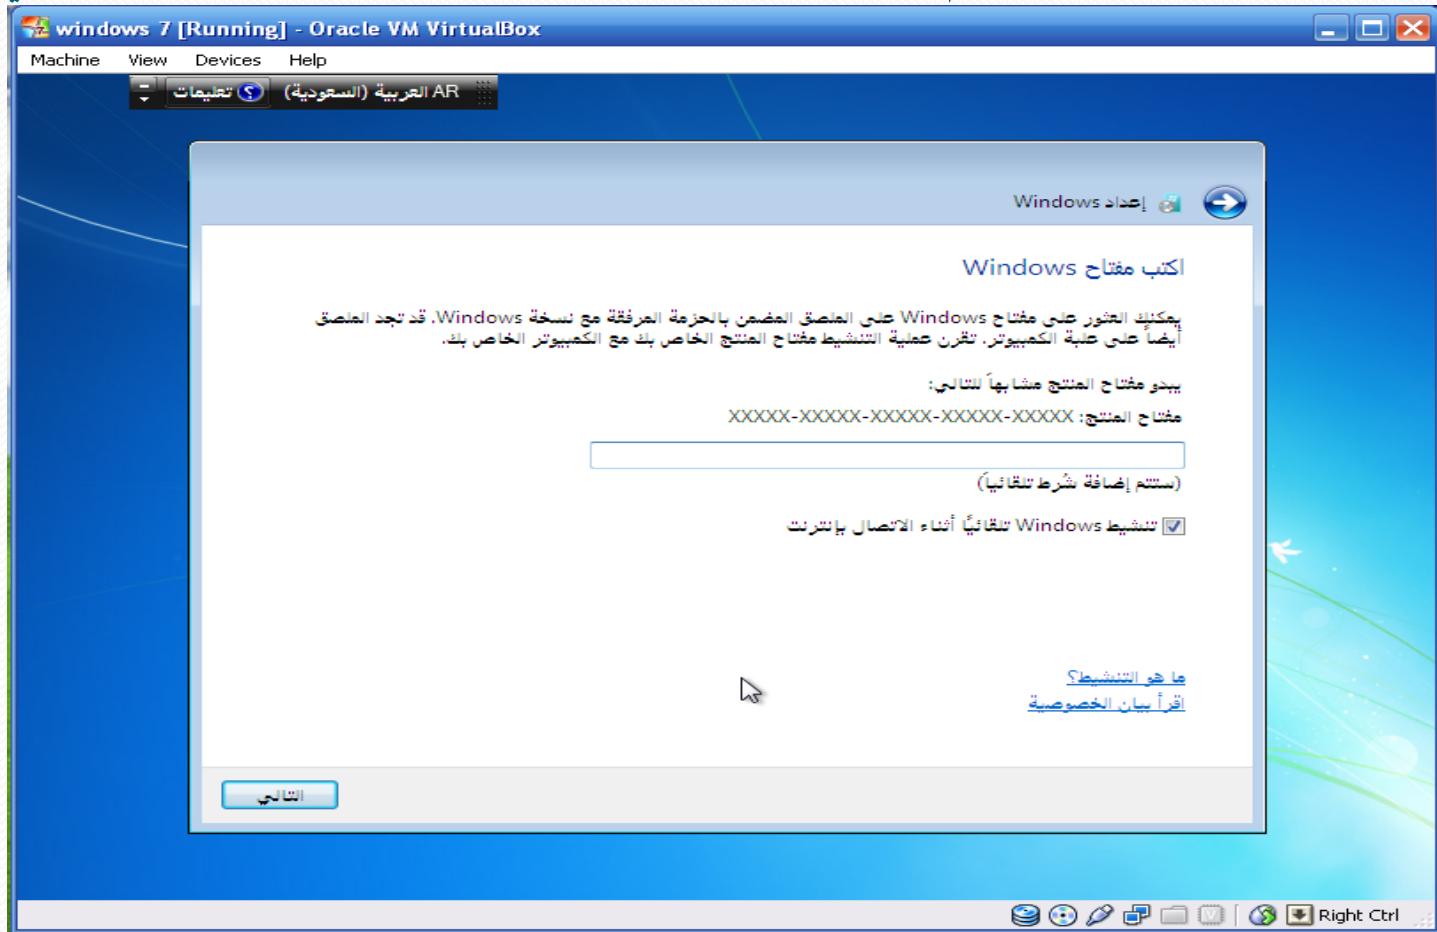 windows 7 [Running] - Oracle VM VirtualBox
Machine View Devices Help
AR العربية (السعودية) تعليمات
إعداد Windows
اكتب مفتاح Windows
يمكنك العثور على مفتاح Windows على الملصق المضمن بالحزمة المرفقة مع نسخة Windows. قد تجد الملصق
أيضاً على علبة الكمبيوتر. تقرن عملية التنشيط مفتاح المنتج الخاص بك مع الكمبيوتر الخاص بك.
يبدو مفتاح المنتج مشابهاً للتالي:
مفتاح المنتج: XXXXX-XXXXX-XXXXX-XXXXX-XXXXX
(ستتم إضافة شُرط تلقائياً)
تنشيط Windows تلقائيًا أثناء الاتصال بإنترنت
ما هو التنشيط؟
اقرأ بيان الخصوصية
التالي
Right Ctrl